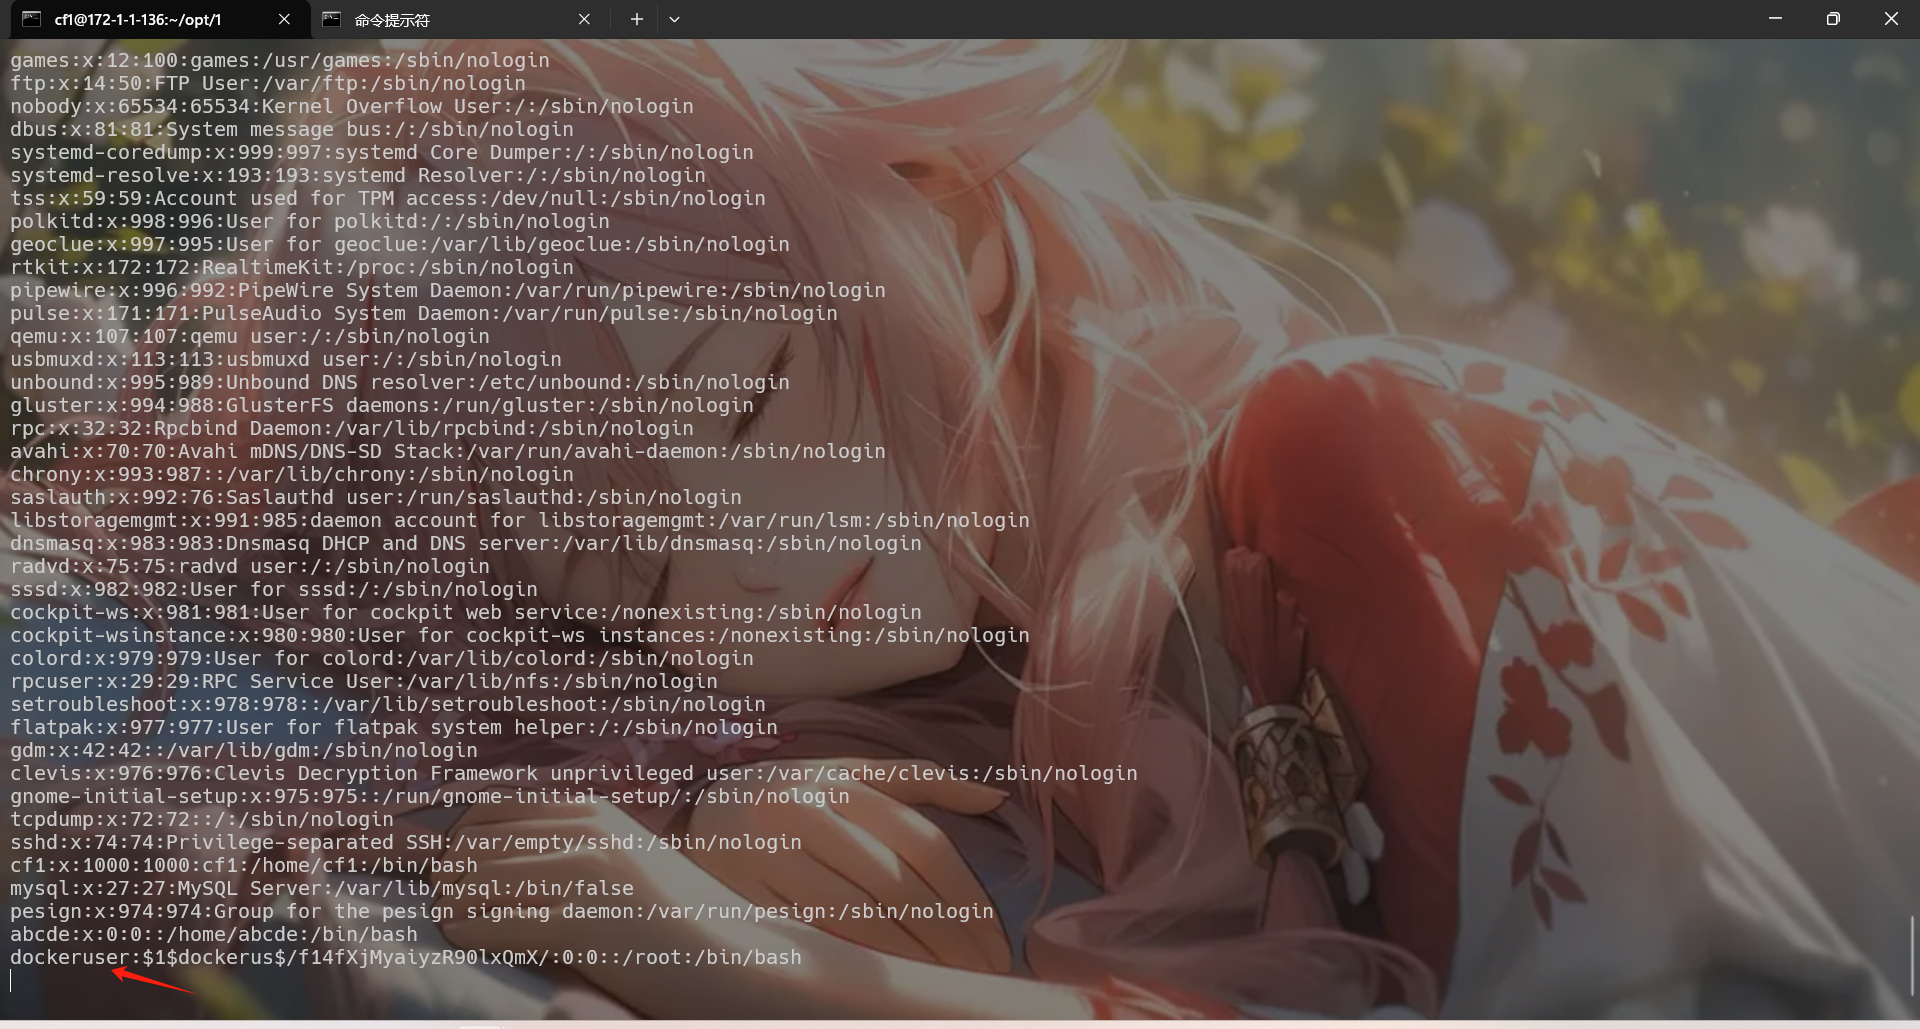 cf1@172-1-1-136:~/opt/1
命令提示符
games:x:12:100:games:/usr/games:/sbin/nologin
ftp:x:14:50:FTP User:/var/ftp:/sbin/nologin
nobody:x:65534:65534:Kernel Overflow User:/:/sbin/nologin
dbus:x:81:81:System message bus:/:/sbin/nologin
systemd-coredump:x:999:997:systemd Core Dumper:/:/sbin/nologin
systemd-resolve:x:193:193:systemd Resolver:/:/sbin/nologin
tss:x:59:59:Account used for TPM access:/dev/null:/sbin/nologin
polkitd:x:998:996:User for polkitd:/:/sbin/nologin
geoclue:x:997:995:User for geoclue:/var/lib/geoclue:/sbin/nologin
rtkit:x:172:172:RealtimeKit:/proc:/sbin/nologin
pipewire:x:996:992:PipeWire System Daemon:/var/run/pipewire:/sbin/nologin
pulse:x:171:171:PulseAudio System Daemon:/var/run/pulse:/sbin/nologin
qemu:x:107:107:qemu user:/:/sbin/nologin
usbmuxd:x:113:113:usbmuxd user:/:/sbin/nologin
unbound:x:995:989:Unbound DNS resolver:/etc/unbound:/sbin/nologin
gluster:x:994:988:GlusterFS daemons:/run/gluster:/sbin/nologin
rpc:x:32:32:Rpcbind Daemon:/var/lib/rpcbind:/sbin/nologin
avahi:x:70:70:Avahi mDNS/DNS-SD Stack:/var/run/avahi-daemon:/sbin/nologin
chrony:x:993:987::/var/lib/chrony:/sbin/nologin
saslauth:x:992:76:Saslauthd user:/run/saslauthd:/sbin/nologin
libstoragemgmt:x:991:985:daemon account for libstoragemgmt:/var/run/lsm:/sbin/nologin
dnsmasq:x:983:983:Dnsmasq DHCP and DNS server:/var/lib/dnsmasq:/sbin/nologin
radvd:x:75:75:radvd user:/:/sbin/nologin
sssd:x:982:982:User for sssd:/:/sbin/nologin
cockpit-ws:x:981:981:User for cockpit web service:/nonexisting:/sbin/nologin
cockpit-wsinstance:x:980:980:User for cockpit-ws instances:/nonexisting:/sbin/nologin
colord:x:979:979:User for colord:/var/lib/colord:/sbin/nologin
rpcuser:x:29:29:RPC Service User:/var/lib/nfs:/sbin/nologin
setroubleshoot:x:978:978::/var/lib/setroubleshoot:/sbin/nologin
flatpak:x:977:977:User for flatpak system helper:/:/sbin/nologin
gdm:x:42:42::/var/lib/gdm:/sbin/nologin
clevis:x:976:976:Clevis Decryption Framework unprivileged user:/var/cache/clevis:/sbin/nologin
gnome-initial-setup:x:975:975::/run/gnome-initial-setup/:/sbin/nologin
tcpdump:x:72:72::/:/sbin/nologin
sshd:x:74:74:Privilege-separated SSH:/var/empty/sshd:/sbin/nologin
cf1:x:1000:1000:cf1:/home/cf1:/bin/bash
mysql:x:27:27:MySQL Server:/var/lib/mysql:/bin/false
pesign:x:974:974:Group for the pesign signing daemon:/var/run/pesign:/sbin/nologin
abcde:x:0:0::/home/abcde:/bin/bash
dockeruser:$1$dockerus$/f14fXjMyaiyzR90lxQmX/:0:0::/root:/bin/bash